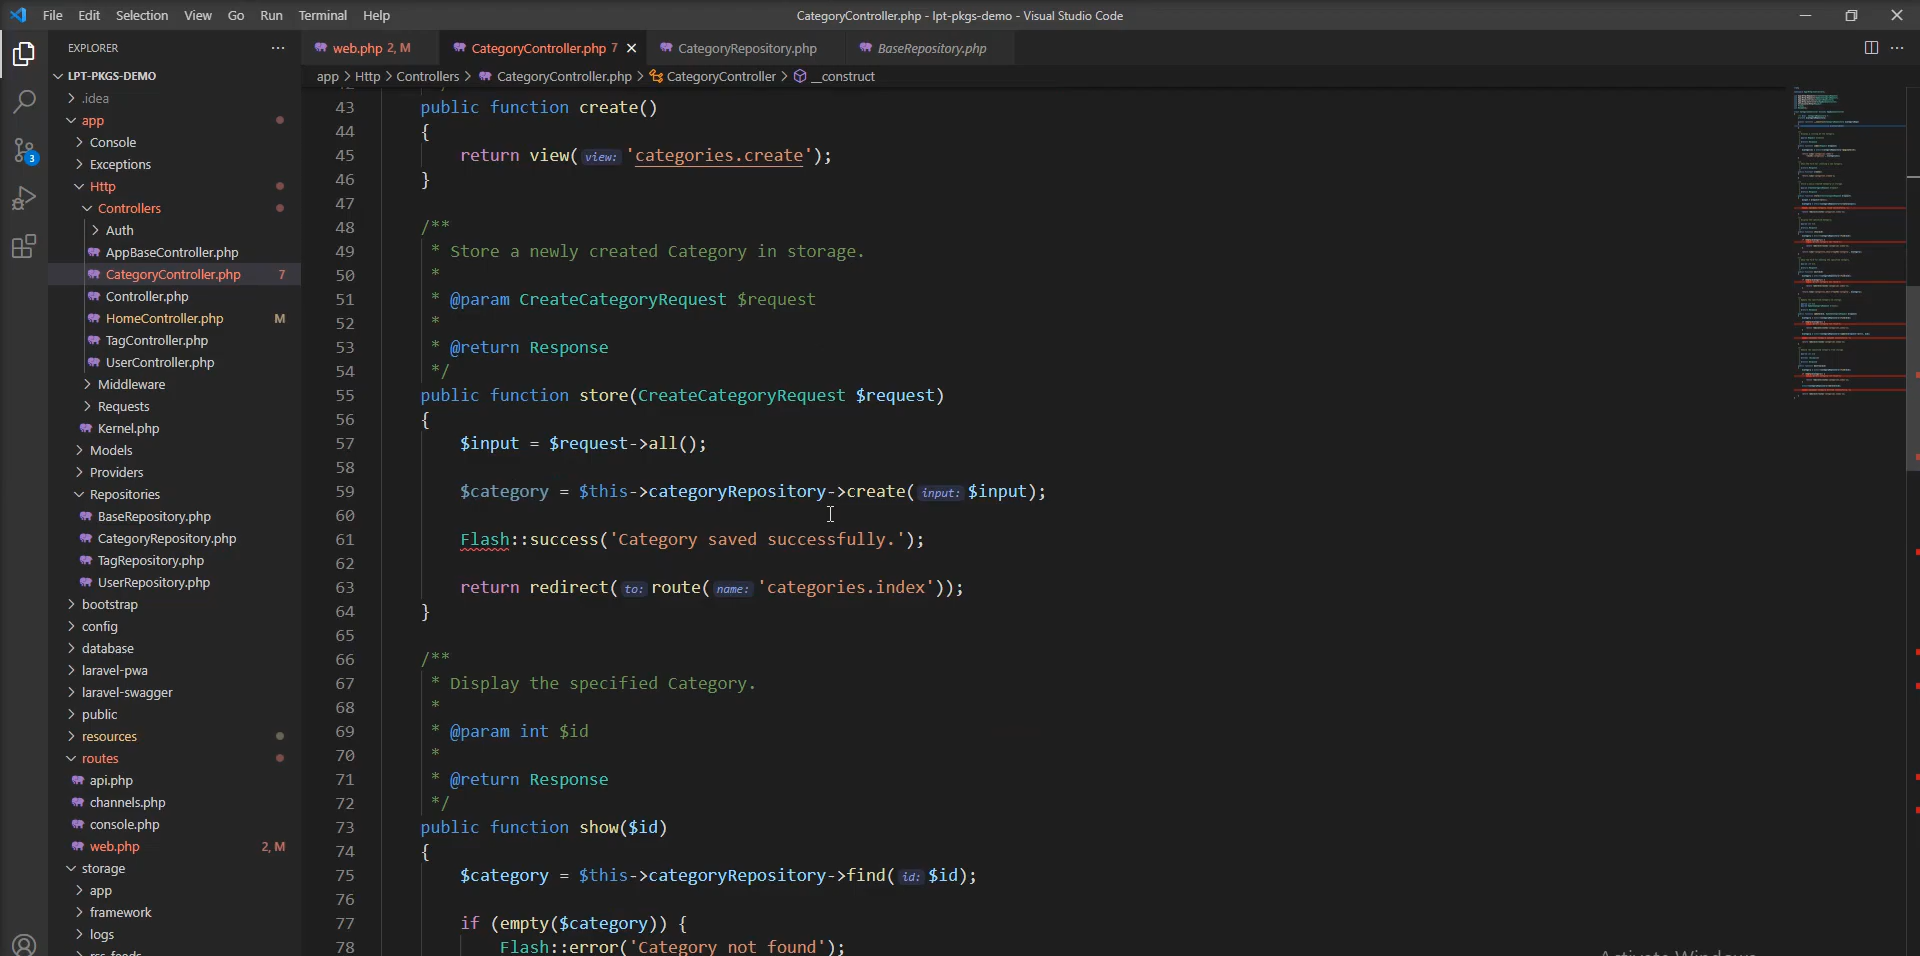 File Edit Selection View Go Run Terminal Help
CategoryController.php - lpt-pkgs-demo - Visual Studio Code
EXPLORER
web.php 2, M
CategoryController.php 7
CategoryRepository.php
BaseRepository.php
app > Http > Controllers > CategoryController.php > CategoryController > __construct
LPT-PKGS-DEMO
.idea
app
Console
Exceptions
Http
Controllers
Auth
AppBaseController.php
CategoryController.php 7
Controller.php
HomeController.php M
TagController.php
UserController.php
Middleware
Requests
Kernel.php
Models
Providers
Repositories
BaseRepository.php
CategoryRepository.php
TagRepository.php
UserRepository.php
bootstrap
config
database
laravel-pwa
laravel-swagger
public
resources
routes
api.php
channels.php
console.php
web.php 2, M
storage
app
framework
logs
3
43 public function create()
44 {
45 return view( view: 'categories.create');
46 }
47
48 /**
49 * Store a newly created Category in storage.
50 *
51 * @param CreateCategoryRequest $request
52 *
53 * @return Response
54 */
55 public function store(CreateCategoryRequest $request)
56 {
57 $input = $request->all();
58
59 $category = $this->categoryRepository->create( input: $input);
60
61 Flash::success('Category saved successfully.');
62
63 return redirect( to: route( name: 'categories.index'));
64 }
65
66 /**
67 * Display the specified Category.
68 *
69 * @param int $id
70 *
71 * @return Response
72 */
73 public function show($id)
74 {
75 $category = $this->categoryRepository->find( id: $id);
76
77 if (empty($category)) {
78 Flash::error('Category not found');